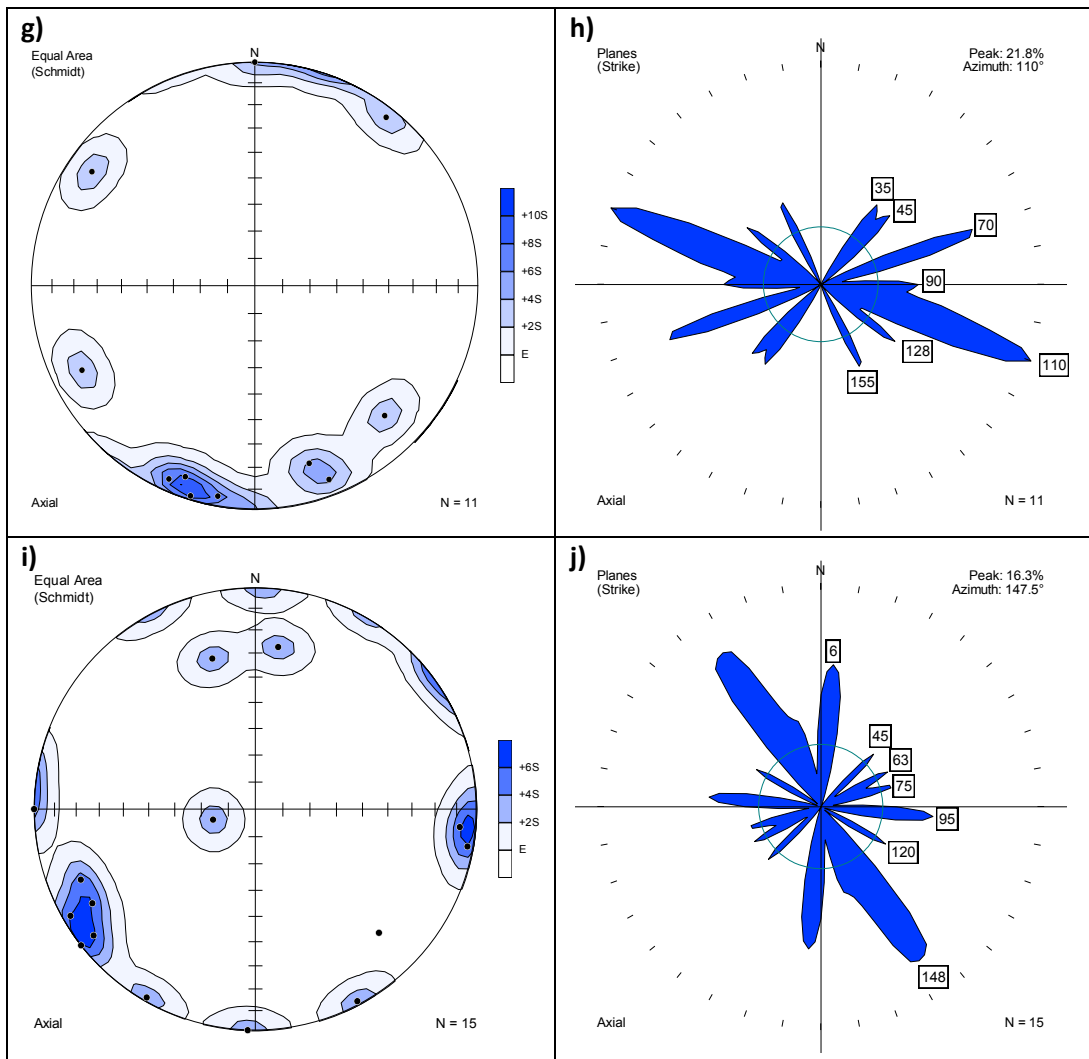 g)
Equal Area
(Schmidt)
N
+10S
+8S
+6S
+4S
+2S
E
Axial
N = 11
h)
Planes
(Strike)
N
Peak: 21.8%
Azimuth: 110°
35
45
70
90
128
110
155
Axial
N = 11
i)
Equal Area
(Schmidt)
N
+6S
+4S
+2S
E
Axial
N = 15
j)
Planes
(Strike)
N
Peak: 16.3%
Azimuth: 147.5°
6
45
63
75
95
120
148
Axial
N = 15